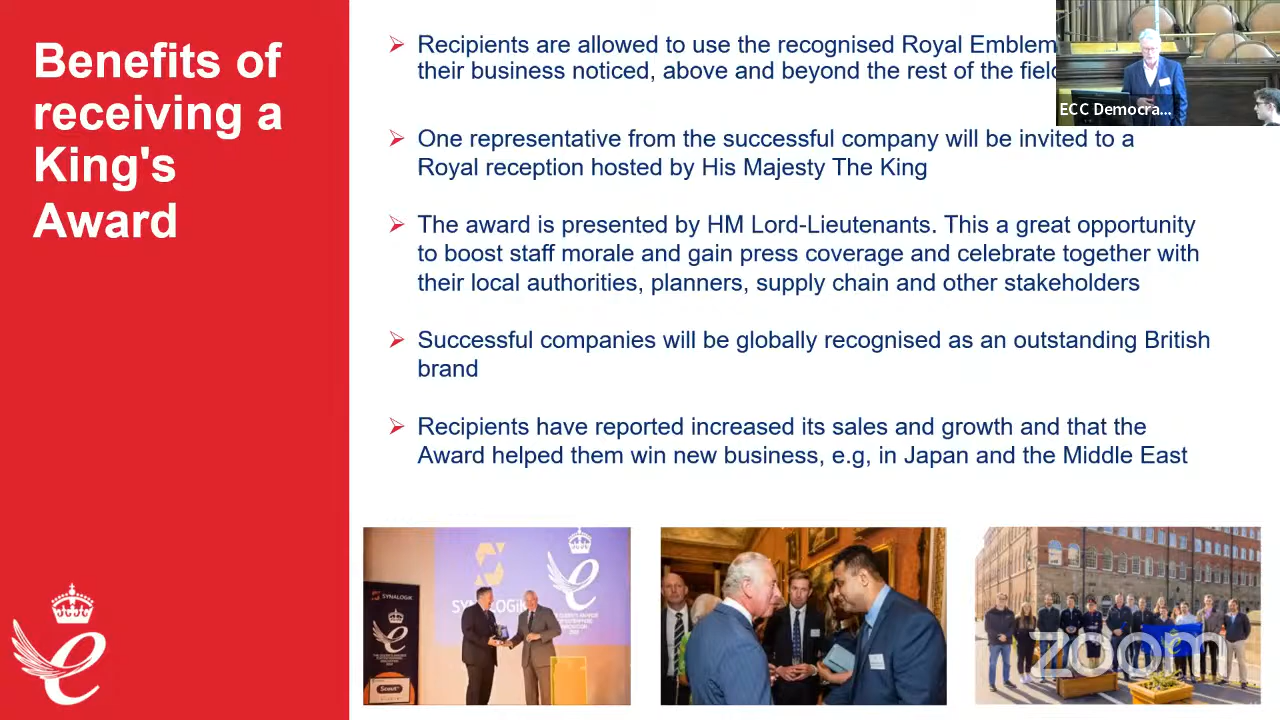 Benefits of
receiving a
King's
Award
➢ Recipients are allowed to use the recognised Royal Emblem
their business noticed, above and beyond the rest of the field
➢ One representative from the successful company will be invited to a
Royal reception hosted by His Majesty The King
➢ The award is presented by HM Lord-Lieutenants. This a great opportunity
to boost staff morale and gain press coverage and celebrate together with
their local authorities, planners, supply chain and other stakeholders
➢ Successful companies will be globally recognised as an outstanding British
brand
➢ Recipients have reported increased its sales and growth and that the
Award helped them win new business, e.g, in Japan and the Middle East
ECC Democra...
SYNALOGiK
SYNALOGIK
zoom